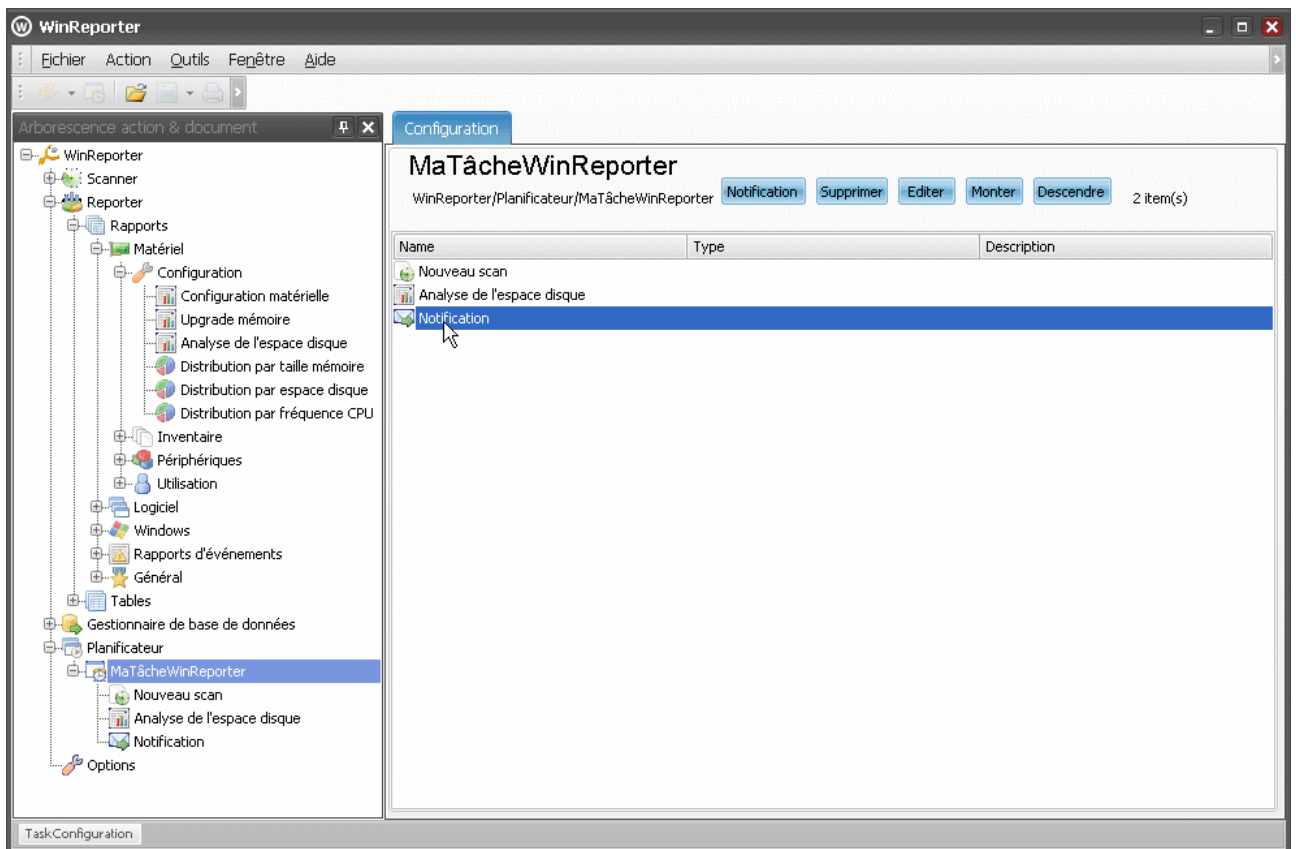 WinReporter
Fichier Action Outils Fenêtre Aide
Arborescence action & document
WinReporter
Scanner
Reporter
Rapports
Matériel
Configuration
Configuration matérielle
Upgrade mémoire
Analyse de l'espace disque
Distribution par taille mémoire
Distribution par espace disque
Distribution par fréquence CPU
Inventaire
Périphériques
Utilisation
Logiciel
Windows
Rapports d'événements
Général
Tables
Gestionnaire de base de données
Planificateur
MaTâcheWinReporter
Nouveau scan
Analyse de l'espace disque
Notification
Options
Configuration
MaTâcheWinReporter
WinReporter/Planificateur/MaTâcheWinReporter Notification Supprimer Editer Monter Descendre 2 item(s)
Name Type Description
Nouveau scan
Analyse de l'espace disque
Notification
TaskConfiguration